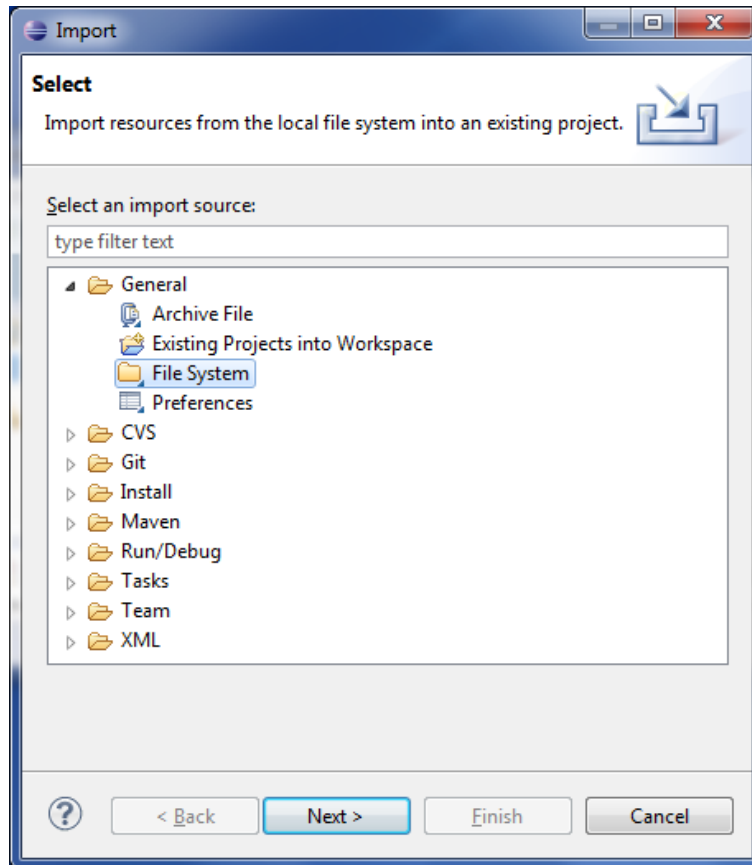 Import
Select
Import resources from the local file system into an existing project.
Select an import source:
type filter text
General
Archive File
Existing Projects into Workspace
File System
Preferences
CVS
Git
Install
Maven
Run/Debug
Tasks
Team
XML
? < Back Next > Finish Cancel